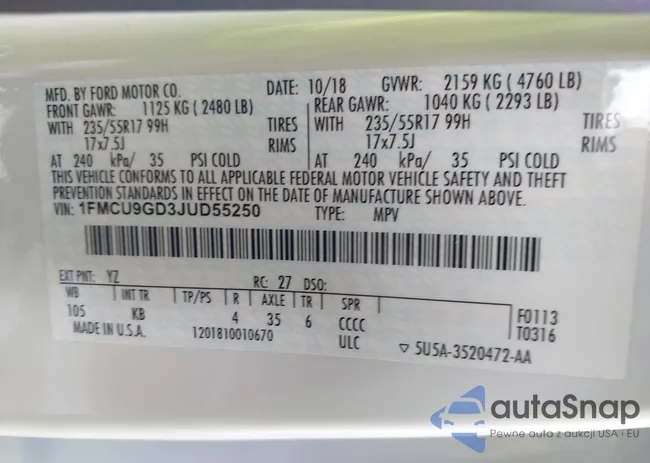 MFD. BY FORD MOTOR CO. DATE: 10/18 GVWR: 2159 KG ( 4760 LB)
FRONT GAWR: 1125 KG ( 2480 LB) REAR GAWR: 1040 KG ( 2293 LB)
WITH 235/55R17 99H TIRES WITH 235/55R17 99H TIRES
17x7.5J RIMS 17x7.5J RIMS
AT 240 kPa/ 35 PSI COLD AT 240 kPa/ 35 PSI COLD
THIS VEHICLE CONFORMS TO ALL APPLICABLE FEDERAL MOTOR VEHICLE SAFETY AND THEFT
PREVENTION STANDARDS IN EFFECT ON THE DATE OF MANUFACTURE SHOWN ABOVE.
VIN: 1FMCU9GD3JUD55250 TYPE: MPV
EXT PNT: YZ RC: 27 DSO:
WB INT TR TP/PS R AXLE TR SPR
105 KB 4 35 6 CCCC F0113
MADE IN U.S.A. 1201810010670 ULC T0316
▽ 5U5A-3520472-AA
autaSnap
Pewne auta z aukcji USA i EU